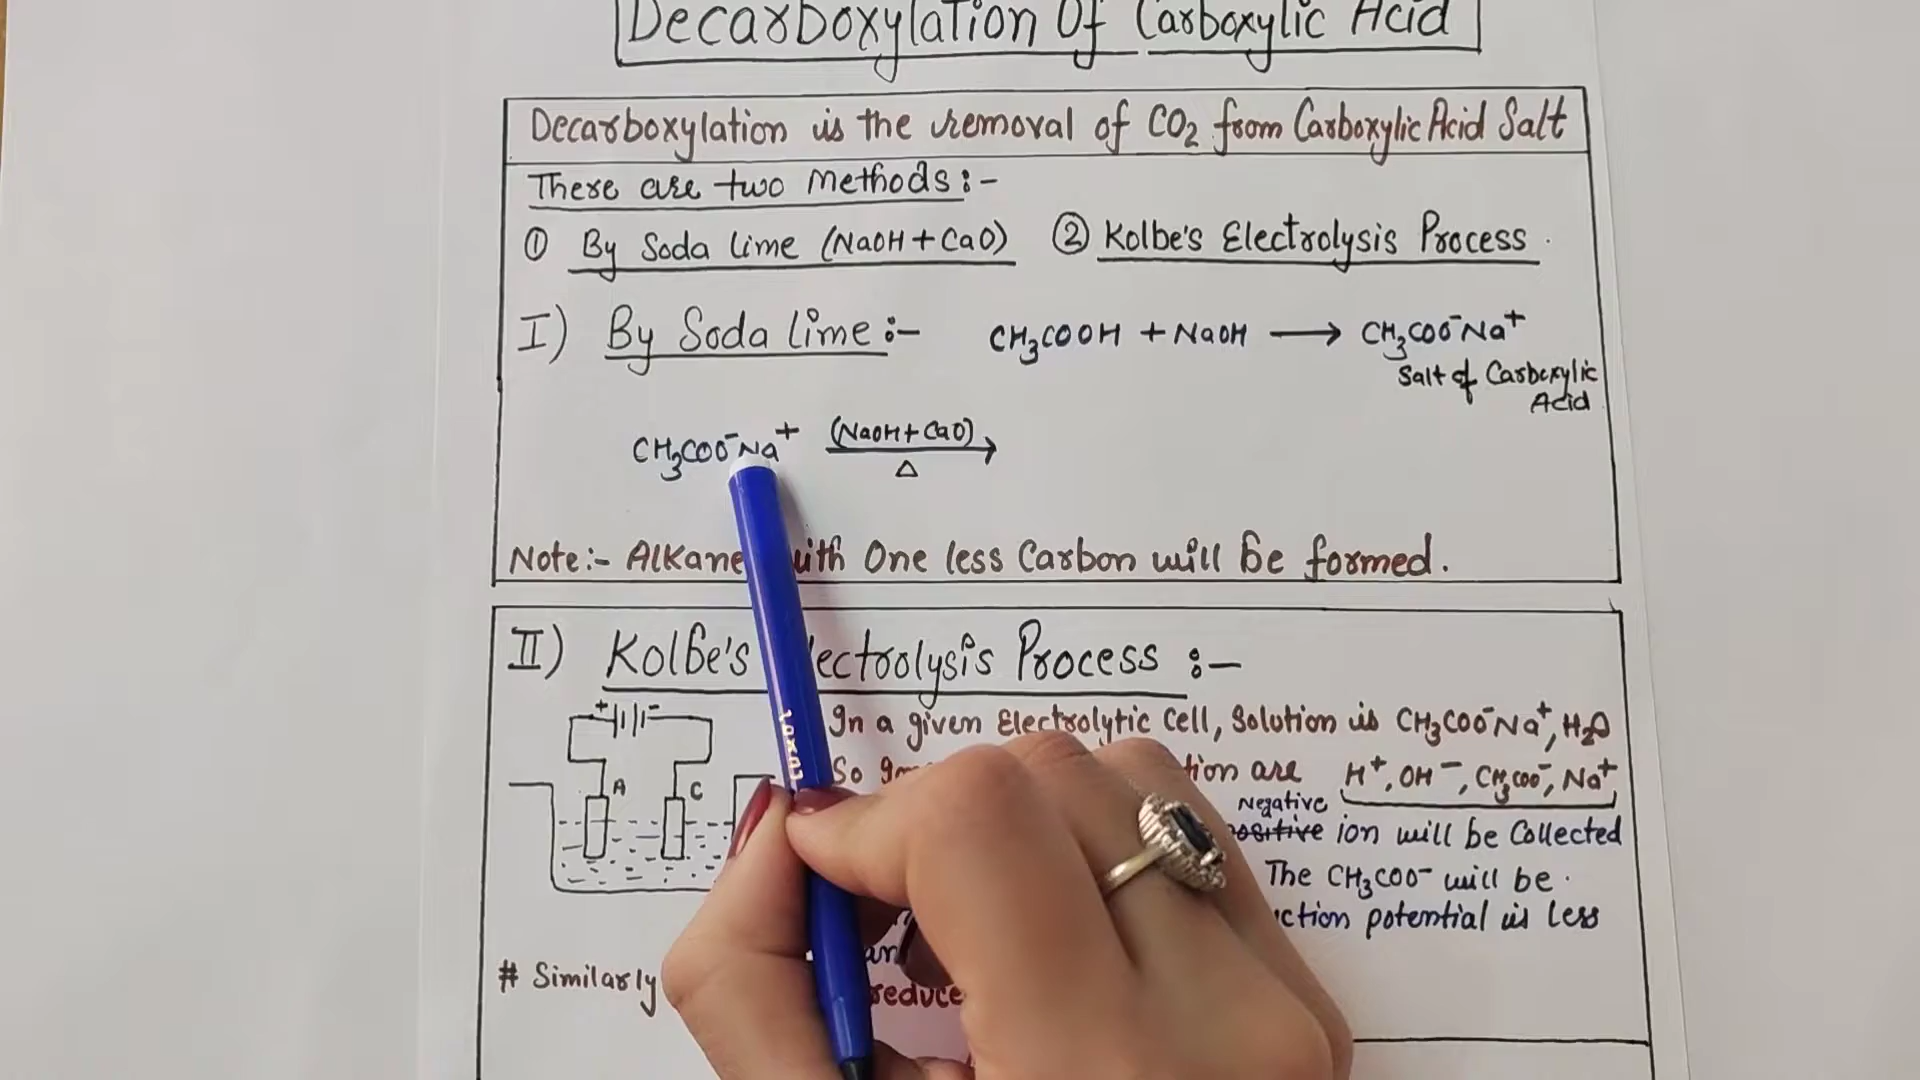 Decarboxylation Of Carboxylic Acid
Decarboxylation is the removal of CO₂ from Carboxylic Acid Salt
There are two Methods:-
① By Soda lime (NaOH+CaO) ② Kolbe's Electrolysis Process.
I) By Soda lime:- CH₃COOH + NaOH ⟶ CH₃COO⁻Na⁺
Salt of Carboxylic
Acid
CH₃COO⁻Na⁺ (NaOH+CaO) →
Δ
Note:- Alkane with One less Carbon will be formed.
II) Kolbe's Electrolysis Process :-
+ -
In a given Electrolytic Cell, Solution is CH₃COO⁻Na⁺, H₂O
A C
So are H⁺, OH⁻, CH₃COO⁻, Na⁺
Negative
positive ion will be Collected
The CH₃COO⁻ will be.
potential is less
# Similarly reduce
Luxor